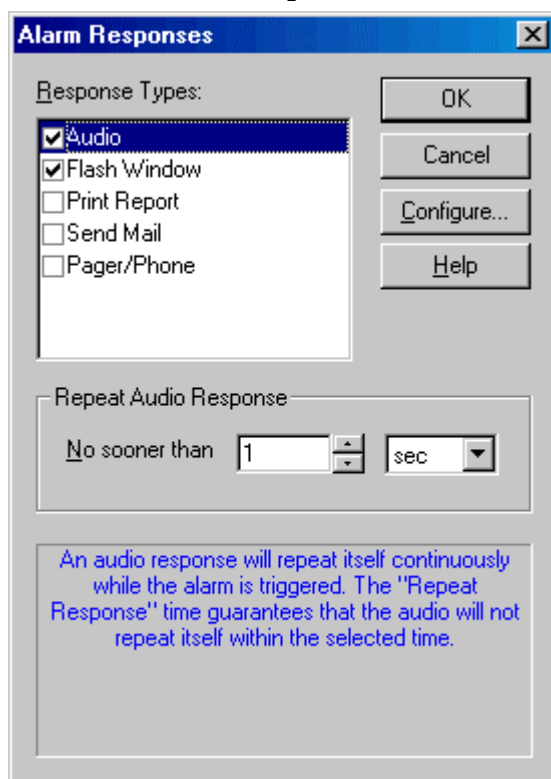 Alarm Responses
Response Types:
Audio
Flash Window
Print Report
Send Mail
Pager/Phone
OK
Cancel
Configure...
Help
Repeat Audio Response
No sooner than 1 sec
An audio response will repeat itself continuously
while the alarm is triggered. The "Repeat
Response" time guarantees that the audio will not
repeat itself within the selected time.